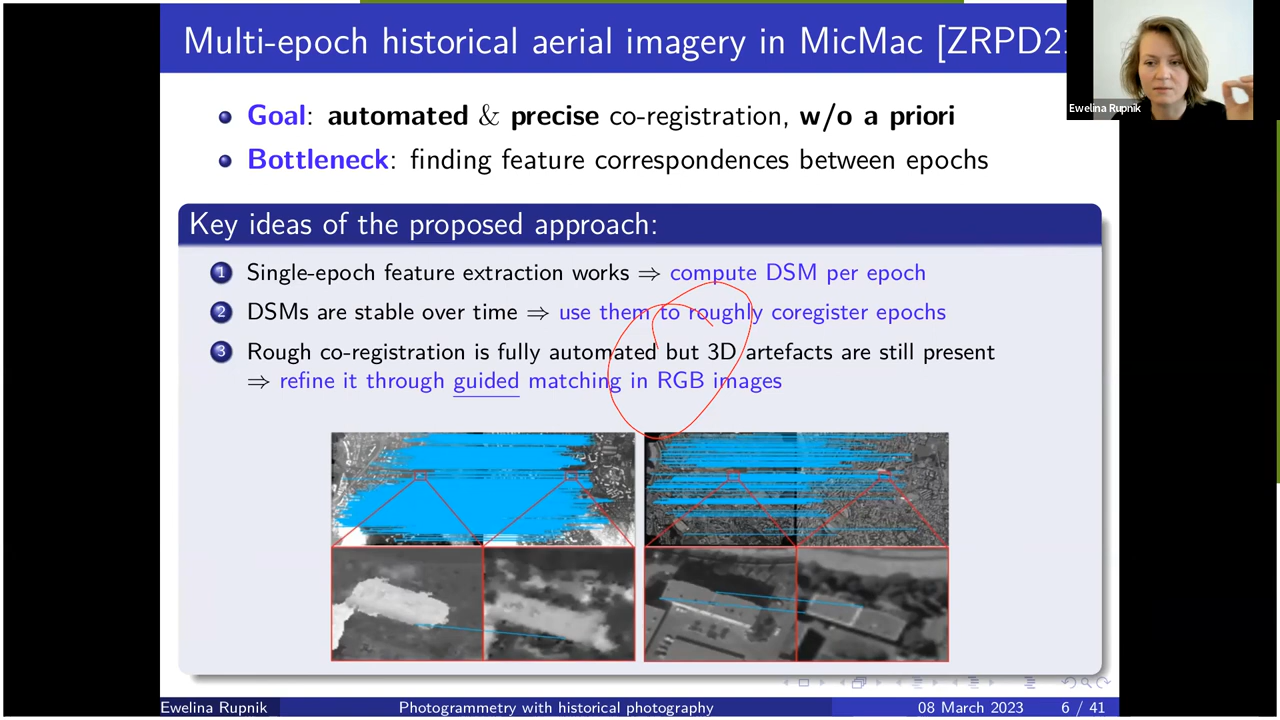 Multi-epoch historical aerial imagery in MicMac [ZRPD2
Ewelina Rupnik
Goal: automated & precise co-registration, w/o a priori
Bottleneck: finding feature correspondences between epochs
Key ideas of the proposed approach:
1 Single-epoch feature extraction works ⇒ compute DSM per epoch
2 DSMs are stable over time ⇒ use them to roughly coregister epochs
3 Rough co-registration is fully automated but 3D artefacts are still present
⇒ refine it through guided matching in RGB images
Ewelina Rupnik Photogrammetry with historical photography 08 March 2023 6 / 41